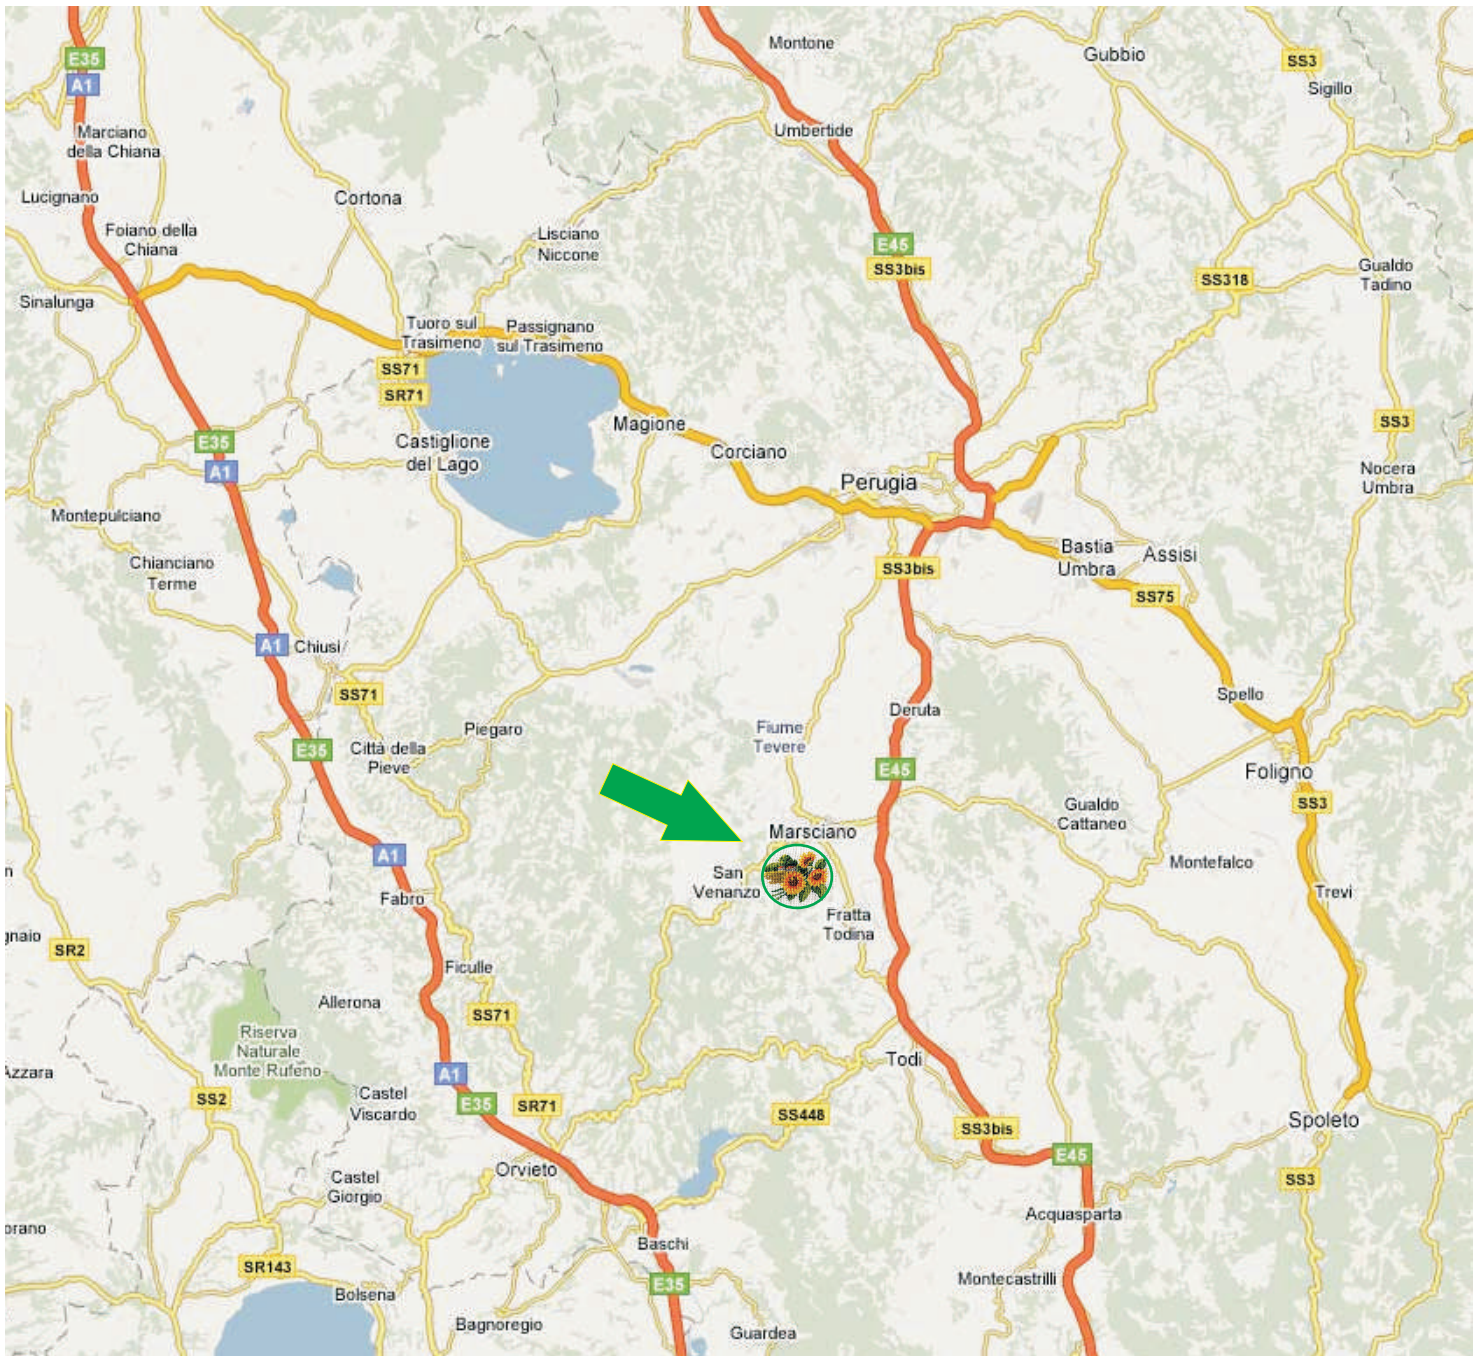 Montone
Gubbio
E35
SS3
A1
Sigillo
Marciano
della Chiana
Umbertide
Lucignano
Cortona
Foiano della
Chiana
Lisciano
Niccone
E45
SS3bis
Gualdo
Tadino
SS318
Sinalunga
Tuoro sul
Trasimeno
Passignano
sul Trasimeno
SS71
SR71
Magione
SS3
E35
Castiglione
del Lago
Corciano
A1
Perugia
Nocera
Umbra
Montepulciano
Bastia
Umbra
Assisi
Chianciano
Terme
SS3bis
SS75
A1
Chiusi
SS71
Spello
Deruta
Piegaro
Fiume
Tevere
E35
Città della
Pieve
E45
Foligno
SS3
Gualdo
Cattaneo
Marsciano
A1
Montefalco
San
Venanzo
Trevi
Fabro
Fratta
Todina
gnaio
SR2
Ficulle
Allerona
SS71
Riserva
Naturale
Monte Rufeno
Todi
Azzara
A1
SS2
Castel
Viscardo
E35
SR71
SS448
SS3bis
Spoleto
E45
Orvieto
Castel
Giorgio
SS3
Acquasparta
orano
Baschi
SR143
E35
Montecastrilli
Bolsena
Bagnoregio
Guardea